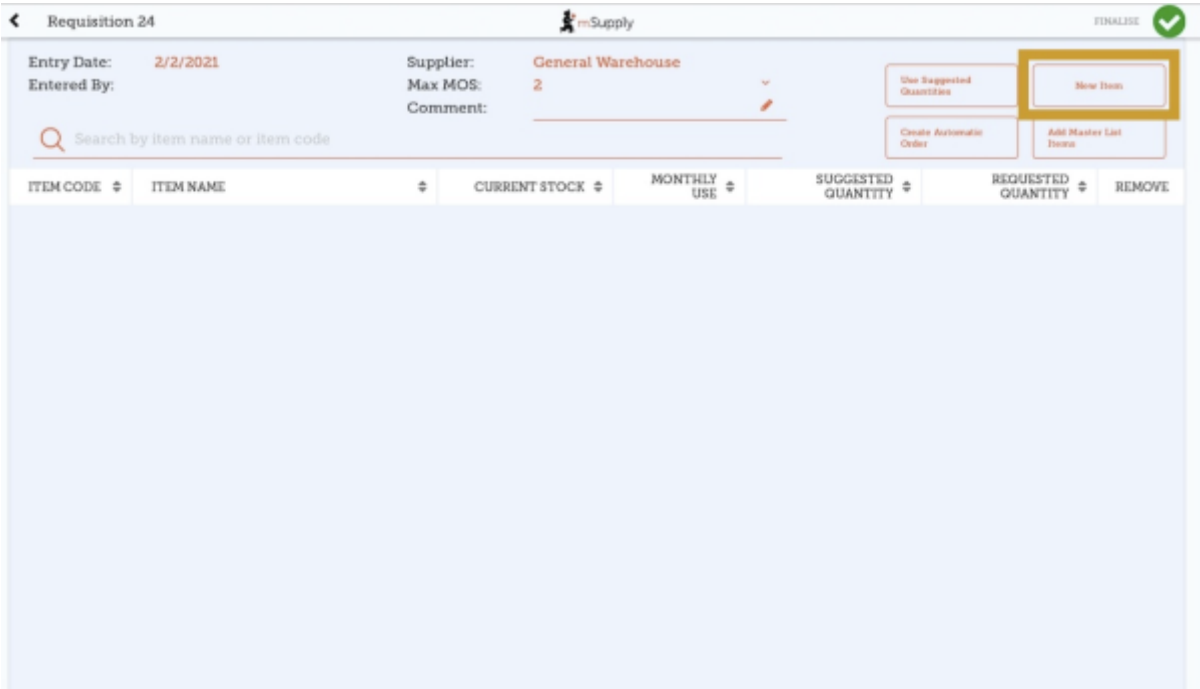 Requisition 24
mSupply
FINALISE
Entry Date: 2/2/2021
Supplier: General Warehouse
Entered By:
Max MOS: 2
Comment:
Use Suggested
Quantities
New Item
Search by item name or item code
Create Automatic
Order
Add Master List
Items
ITEM CODE
ITEM NAME
CURRENT STOCK
MONTHLY
USE
SUGGESTED
QUANTITY
REQUESTED
QUANTITY
REMOVE